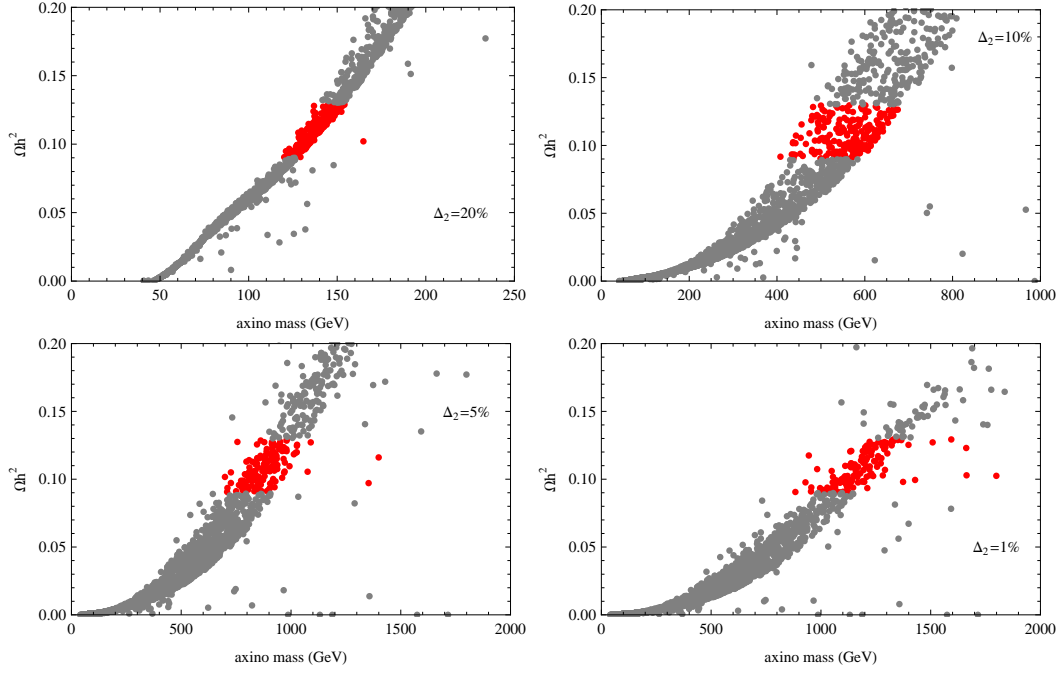 0.20
0.15
0.10
0.05
0.00
Ωh²
0 50 100 150 200 250
axino mass (GeV)
Δ₂=20%
0.20
0.15
0.10
0.05
0.00
Ωh²
0 200 400 600 800 1000
axino mass (GeV)
Δ₂=10%
0.20
0.15
0.10
0.05
0.00
Ωh²
0 500 1000 1500 2000
axino mass (GeV)
Δ₂=5%
0.20
0.15
0.10
0.05
0.00
Ωh²
0 500 1000 1500 2000
axino mass (GeV)
Δ₂=1%